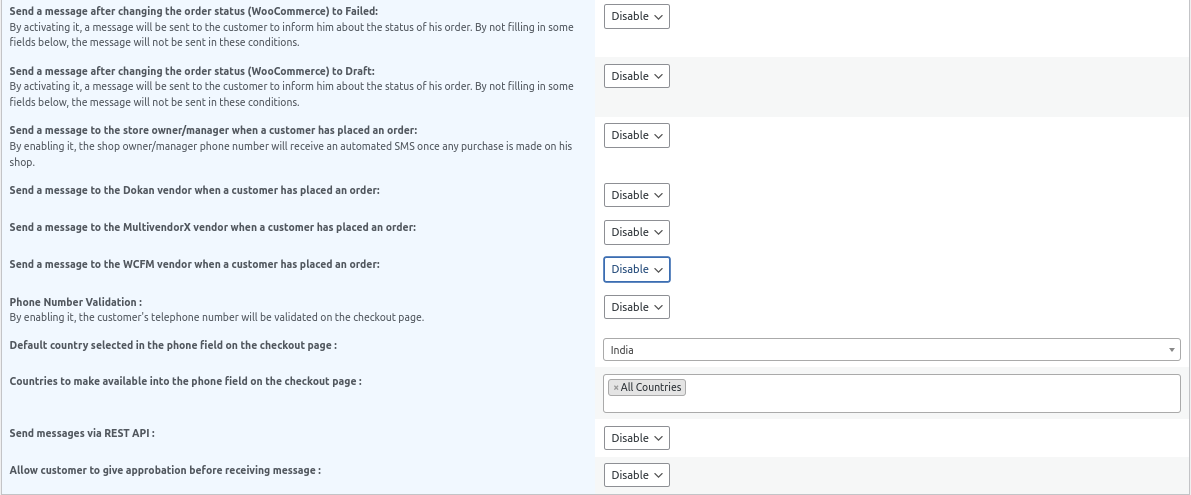 Send a message after changing the order status (WooCommerce) to Failed:
Disable
By activating it, a message will be sent to the customer to inform him about the status of his order. By not filling in some
fields below, the message will not be sent in these conditions.
Send a message after changing the order status (WooCommerce) to Draft:
Disable
By activating it, a message will be sent to the customer to inform him about the status of his order. By not filling in some
fields below, the message will not be sent in these conditions.
Send a message to the store owner/manager when a customer has placed an order:
Disable
By enabling it, the shop owner/manager phone number will receive an automated SMS once any purchase is made on his
shop.
Send a message to the Dokan vendor when a customer has placed an order:
Disable
Send a message to the MultivendorX vendor when a customer has placed an order:
Disable
Send a message to the WCFM vendor when a customer has placed an order:
Disable
Phone Number Validation :
Disable
By enabling it, the customer's telephone number will be validated on the checkout page.
Default country selected in the phone field on the checkout page :
India
Countries to make available into the phone field on the checkout page :
× All Countries
Send messages via REST API :
Disable
Allow customer to give approbation before receiving message :
Disable